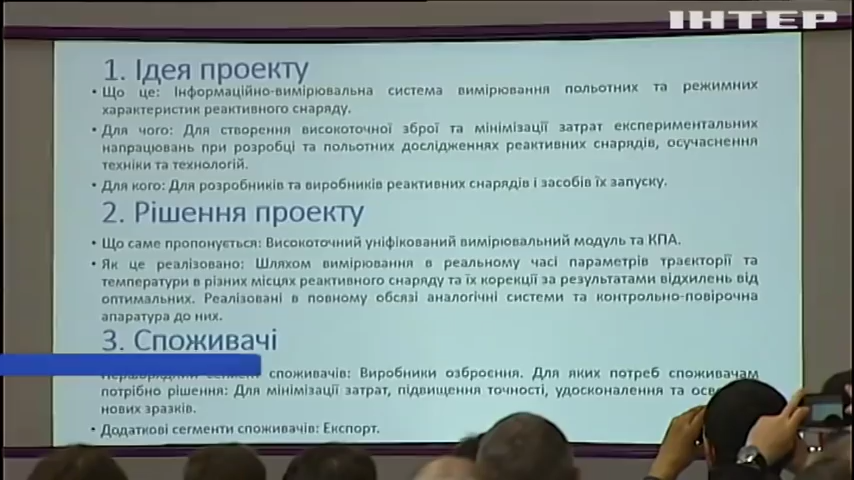 ІНТЕР
1. Ідея проекту
• Що це: Інформаційно-вимірювальна система вимірювання польотних та режимних
характеристик реактивного снаряду.
• Для чого: Для створення високоточної зброї та мінімізації затрат експериментальних
напрацювань при розробці та польотних дослідженнях реактивних снарядів, осучаснення
техніки та технологій.
• Для кого: Для розробників та виробників реактивних снарядів і засобів їх запуску.
2. Рішення проекту
• Що саме пропонується: Високоточний уніфікований вимірювальний модуль та КПА.
• Як це реалізовано: Шляхом вимірювання в реальному часі параметрів траєкторії та
температури в різних місцях реактивного снаряду та їх корекції за результатами відхилень від
оптимальних. Реалізовані в повному обсязі аналогічні системи та контрольно-повірочна
апаратура до них.
3. Споживачі
споживачів: Виробники озброєння. Для яких потреб споживачам
потрібно рішення: Для мінімізації затрат, підвищення точності, удосконалення та
нових зразків.
• Додаткові сегменти споживачів: Експорт.